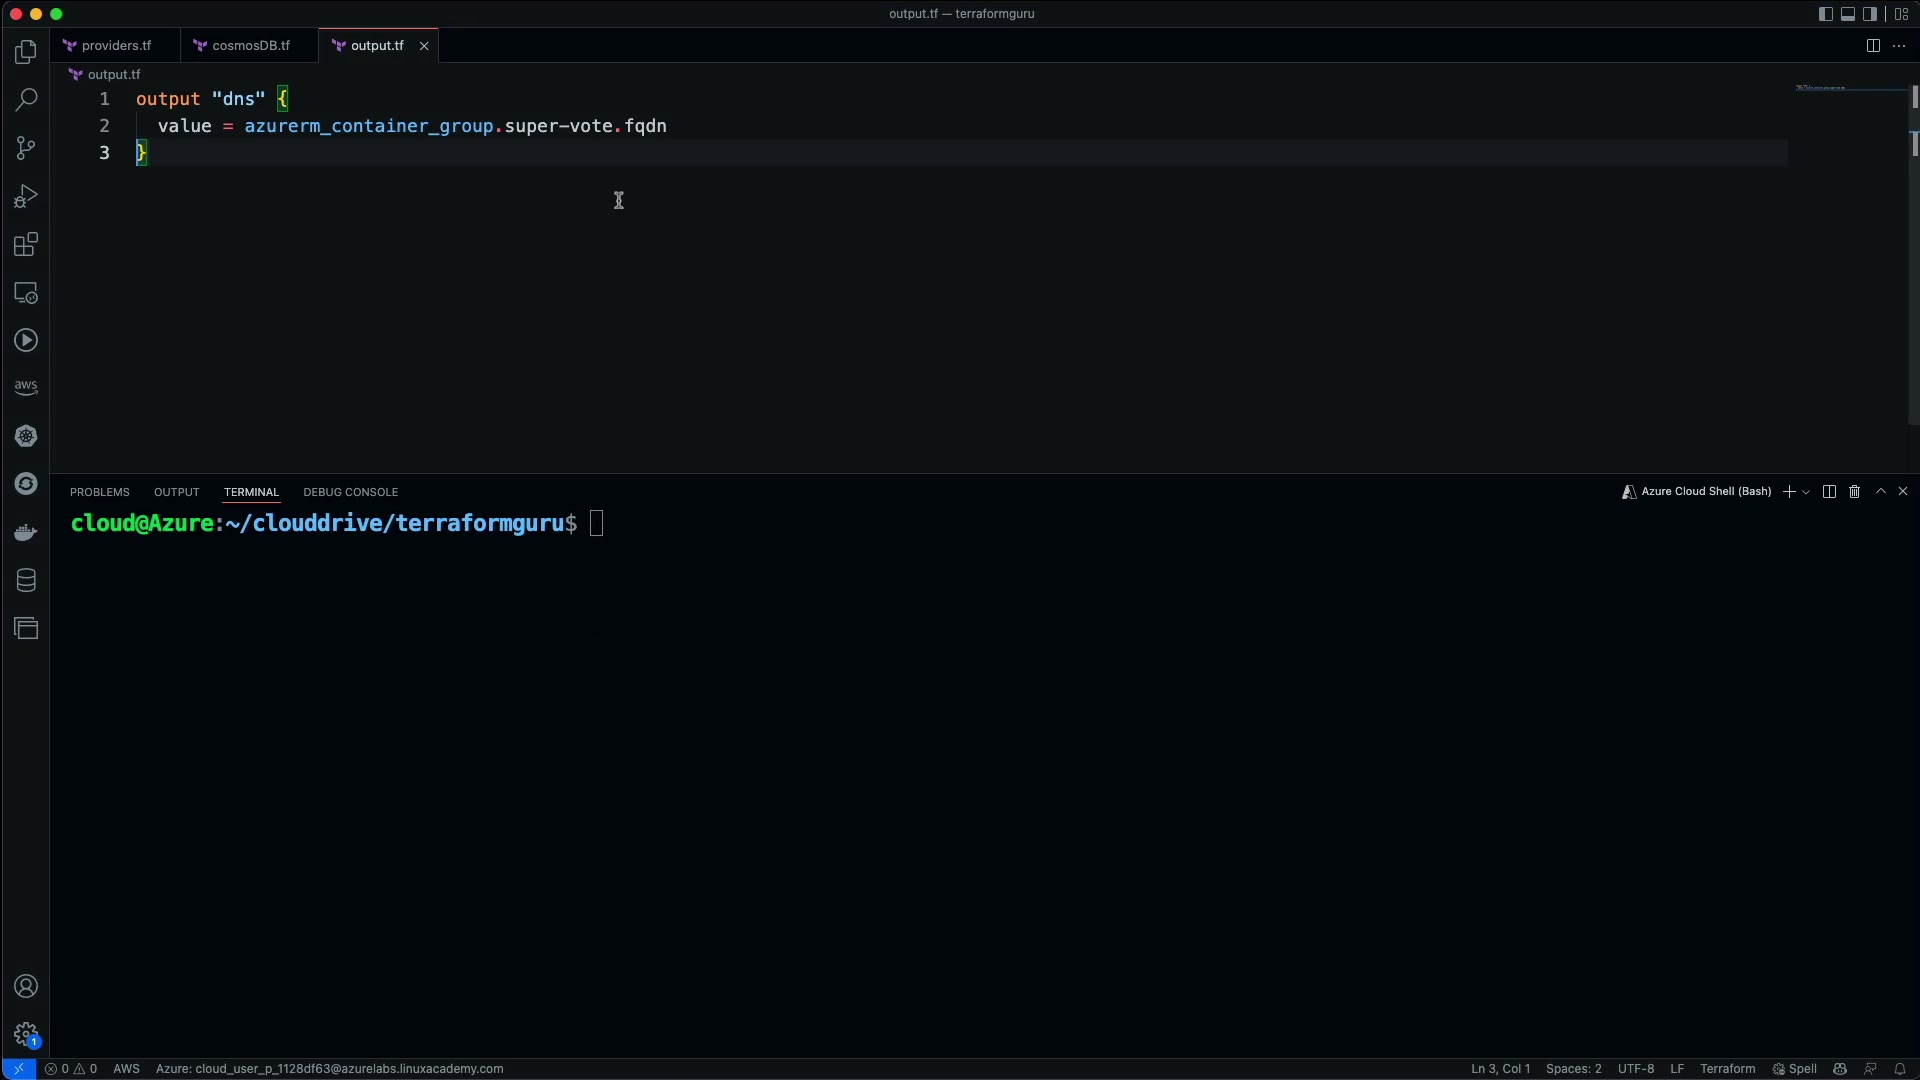 output.tf — terraformguru
providers.tf
cosmosDB.tf
output.tf
output.tf
1 output "dns" {
2 value = azurerm_container_group.super-vote.fqdn
3 }
aws
PROBLEMS
OUTPUT
TERMINAL
DEBUG CONSOLE
Azure Cloud Shell (Bash)
cloud@Azure:~/clouddrive/terraformguru$
1
0 0
AWS
Azure: cloud_user_p_1128df63@azurelabs.linuxacademy.com
Ln 3, Col 1
Spaces: 2
UTF-8
LF
Terraform
Spell